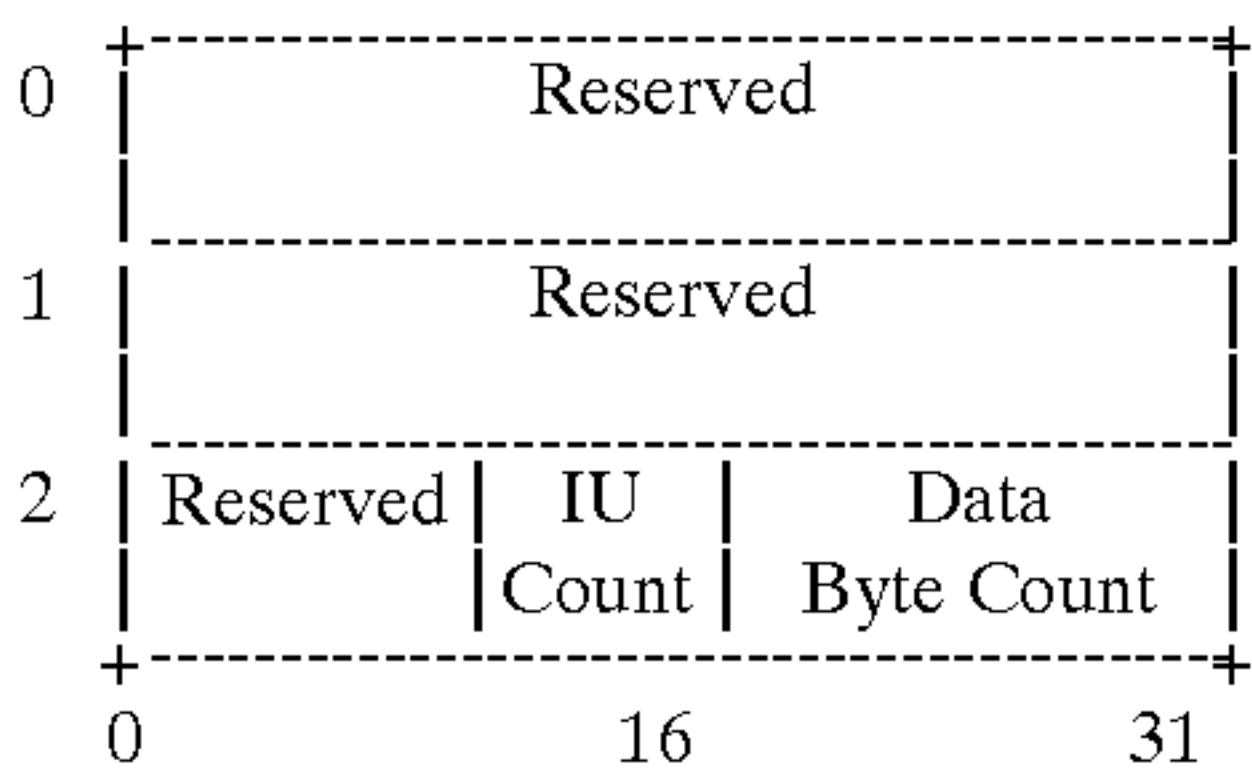 0 Reserved
1 Reserved
2 Reserved IU Data
Count Byte Count
0 16 31